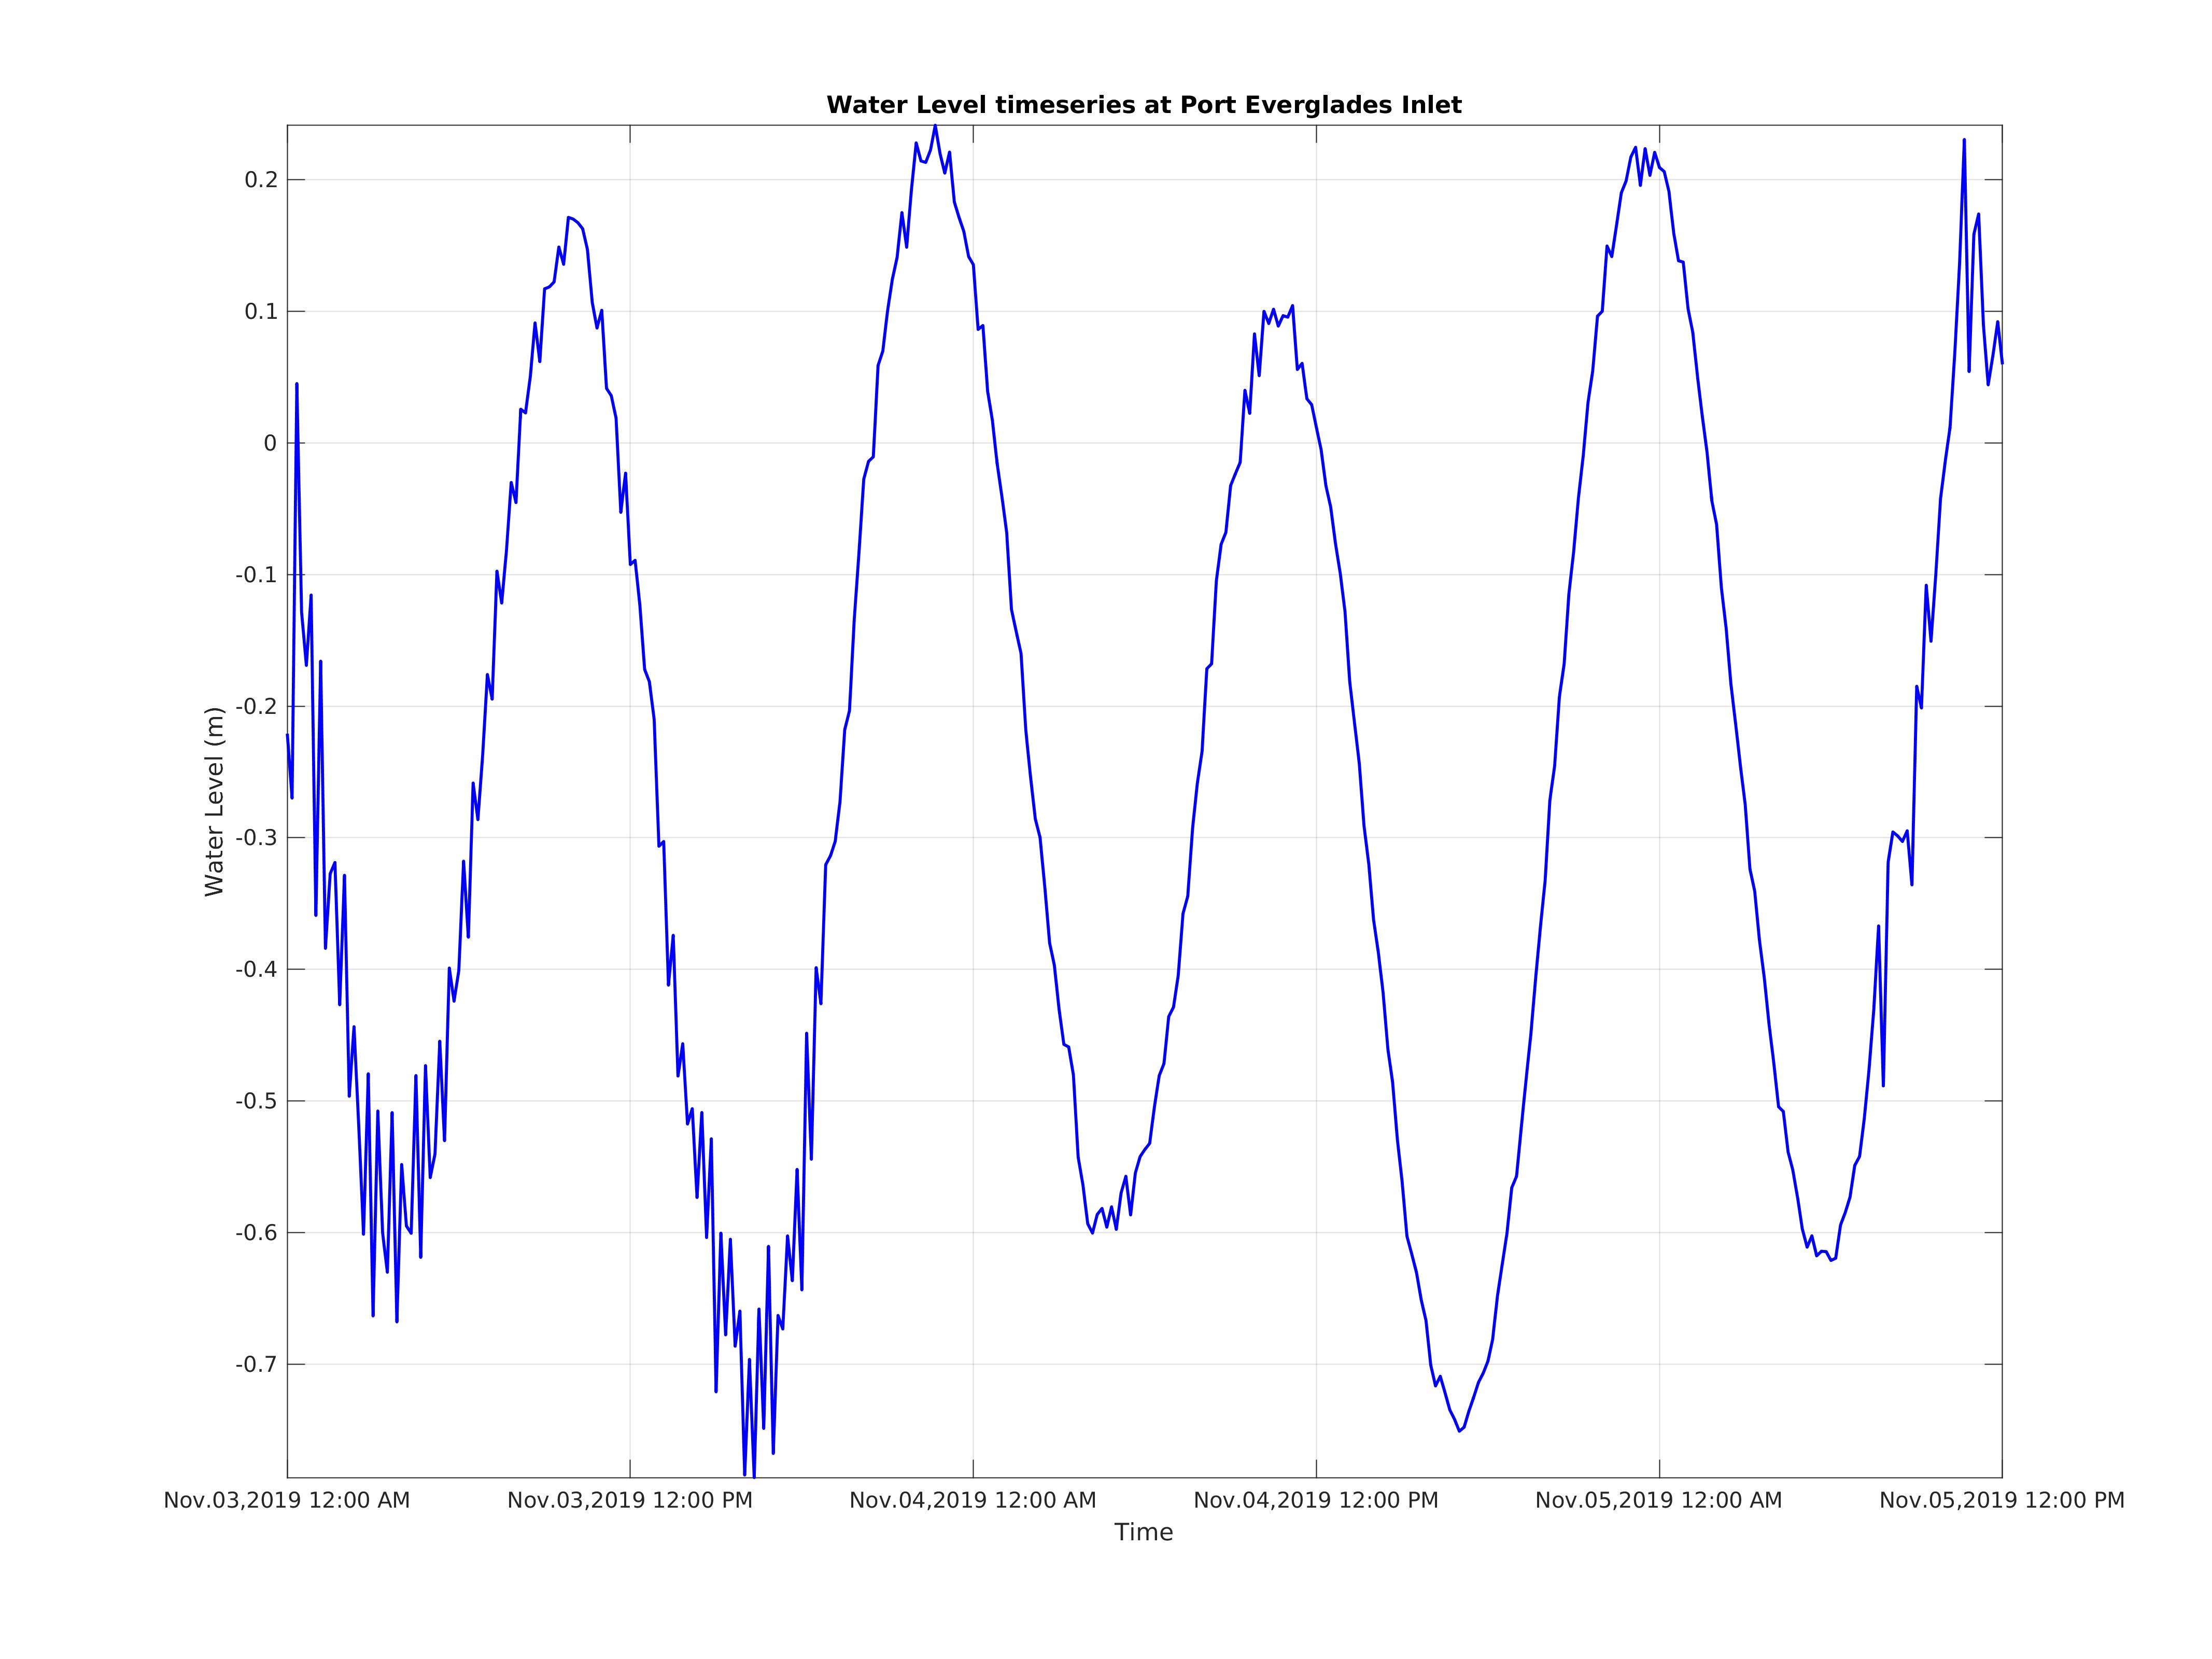 Water Level timeseries at Port Everglades Inlet
0.2
0.1
0
-0.1
-0.2
-0.3
-0.4
-0.5
-0.6
-0.7
Water Level (m)
Nov.03,2019 12:00 AM
Nov.03,2019 12:00 PM
Nov.04,2019 12:00 AM
Nov.04,2019 12:00 PM
Nov.05,2019 12:00 AM
Nov.05,2019 12:00 PM
Time